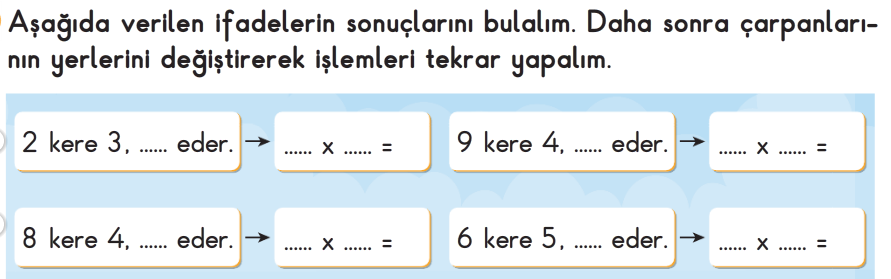 Aşağıda verilen ifadelerin sonuçlarını bulalım. Daha sonra çarpanları-
nın yerlerini değiştirerek işlemleri tekrar yapalım.
2 kere 3, ...... eder. → ...... x ...... = 9 kere 4, ...... eder. → ...... x ...... =
8 kere 4, ...... eder. → ...... x ...... = 6 kere 5, ...... eder. → ...... x ...... =